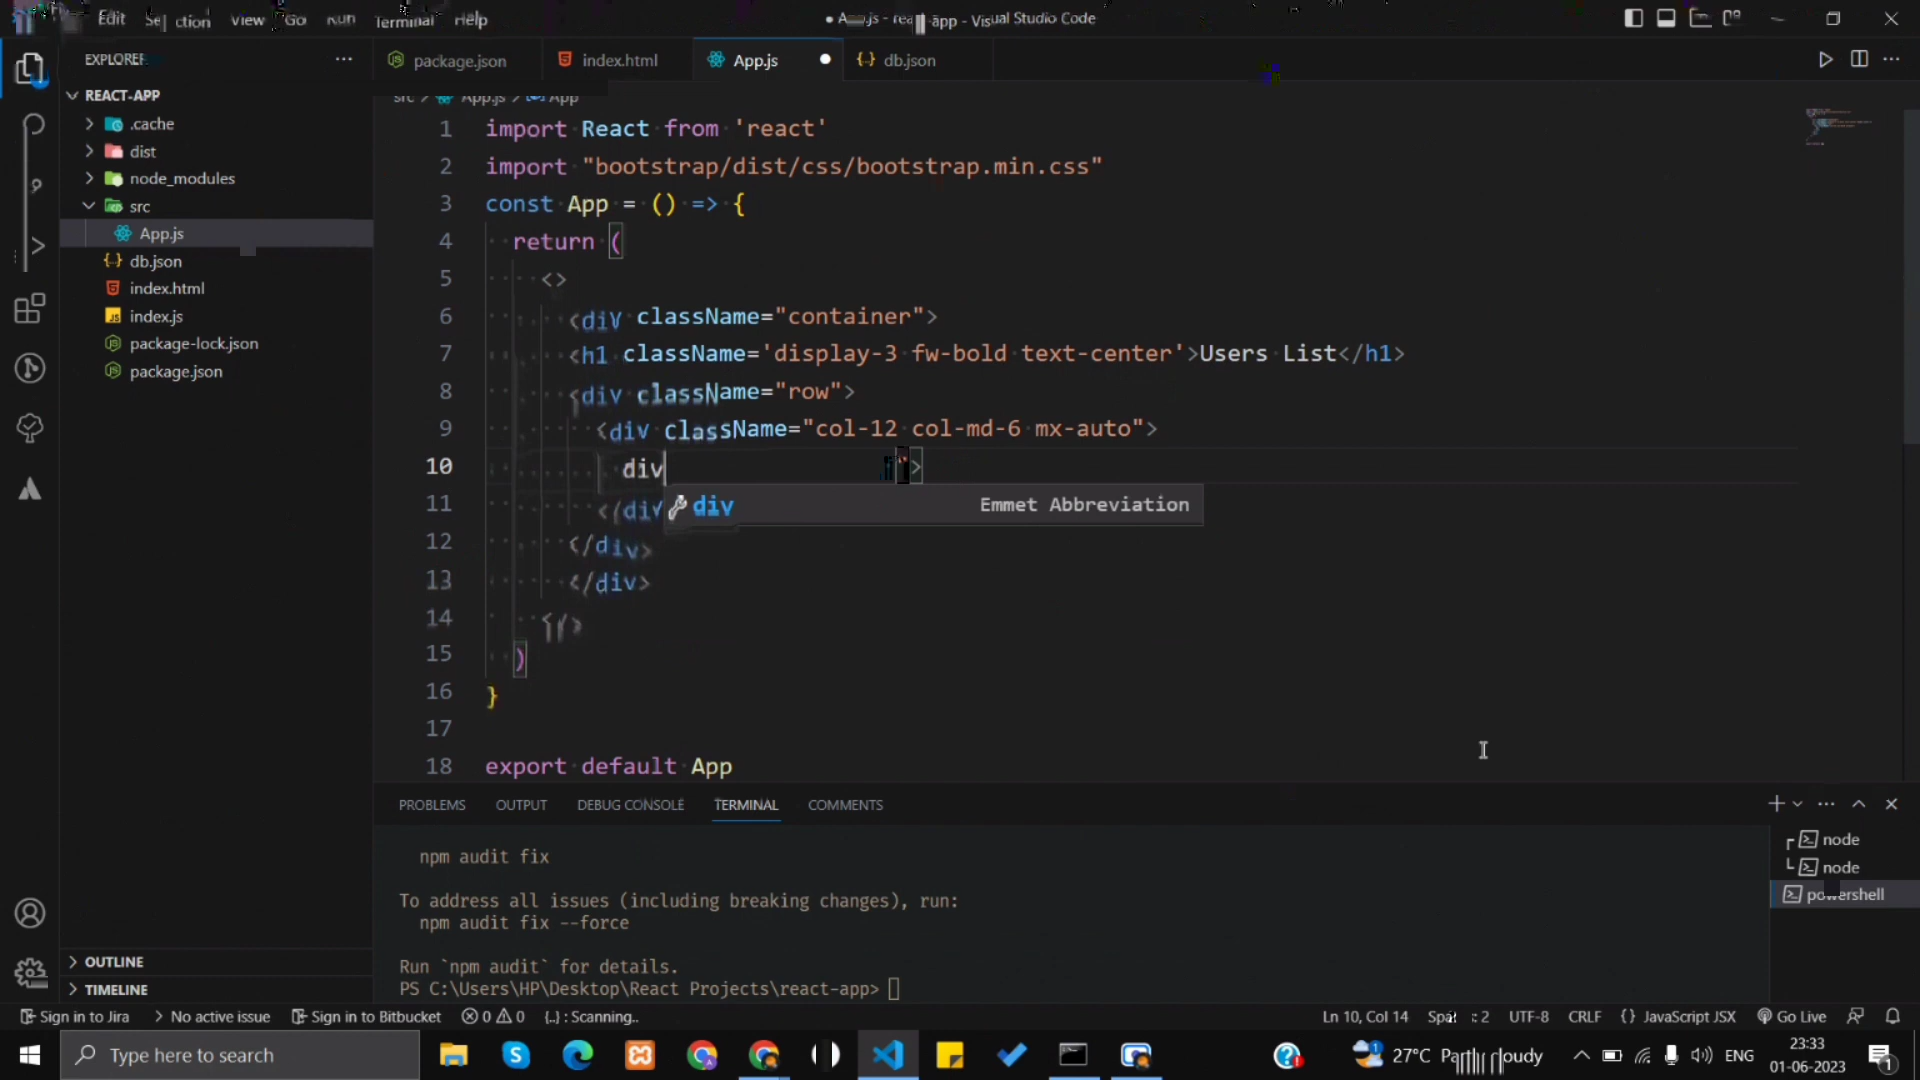 Edit
View
Go
Run
Terminal
Help
Visual Studio Code
EXPLORER
package.json
index.html
App.js
db.json
REACT-APP
.cache
dist
node_modules
src
App.js
db.json
index.html
index.js
package-lock.json
package.json
src > App.js > App
1 import React from 'react'
2 import "bootstrap/dist/css/bootstrap.min.css"
3 const App = () => {
4 return (
5 <>
6 <div className="container">
7 <h1 className='display-3 fw-bold text-center'>Users List</h1>
8 <div className="row">
9 <div className="col-12 col-md-6 mx-auto">
10 div
div Emmet Abbreviation
11 </div
12 </div>
13 </div>
14 </>
15 )
16 }
17
18 export default App
PROBLEMS
OUTPUT
DEBUG CONSOLE
TERMINAL
COMMENTS
npm audit fix
To address all issues (including breaking changes), run:
npm audit fix --force
Run `npm audit` for details.
PS C:\Users\HP\Desktop\React Projects\react-app>
node
node
powershell
OUTLINE
TIMELINE
Sign in to Jira
No active issue
Sign in to Bitbucket
0 0
{..} : Scanning..
Ln 10, Col 14
UTF-8
CRLF
{} JavaScript JSX
Go Live
Type here to search
27°C
ENG
23:33
01-06-2023
1